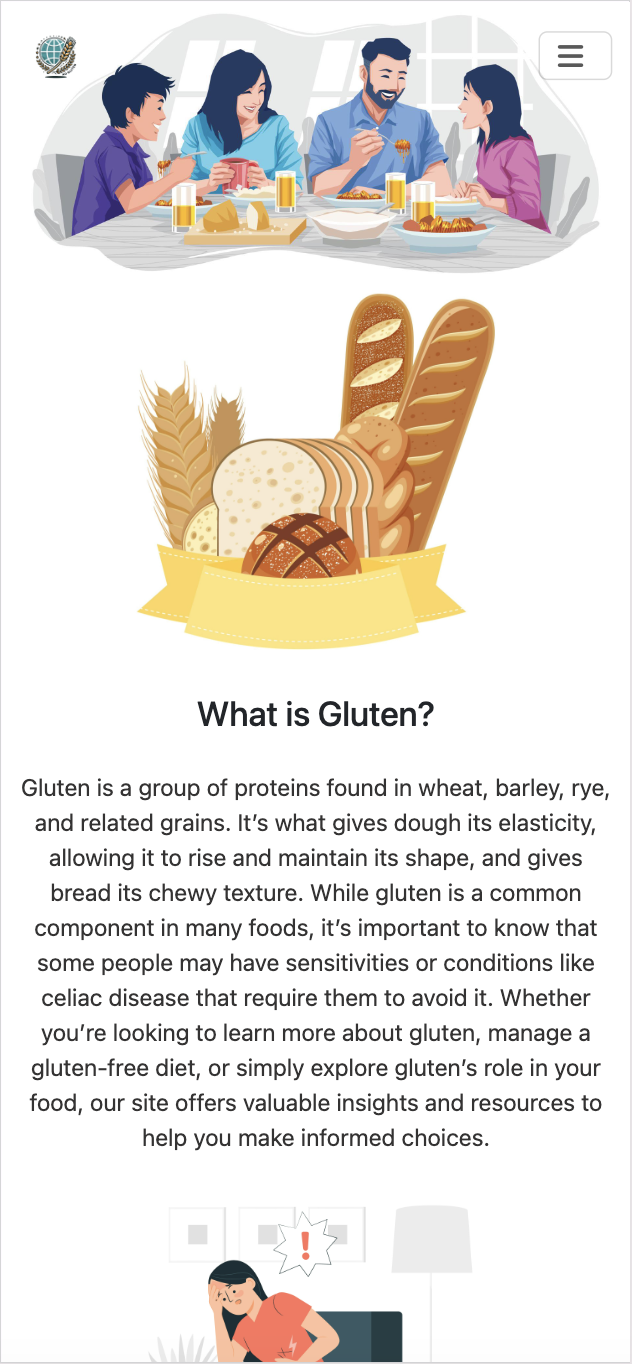 What is Gluten?
Gluten is a group of proteins found in wheat, barley, rye,
and related grains. It’s what gives dough its elasticity,
allowing it to rise and maintain its shape, and gives
bread its chewy texture. While gluten is a common
component in many foods, it’s important to know that
some people may have sensitivities or conditions like
celiac disease that require them to avoid it. Whether
you’re looking to learn more about gluten, manage a
gluten-free diet, or simply explore gluten’s role in your
food, our site offers valuable insights and resources to
help you make informed choices.
!